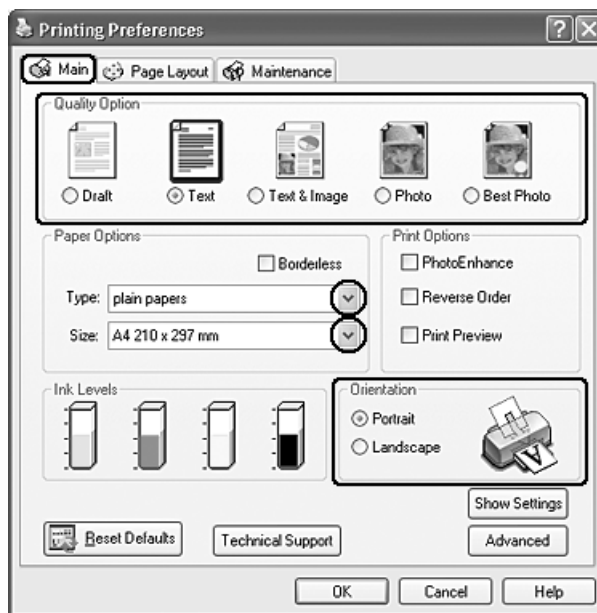 Printing Preferences
Main Page Layout Maintenance
Quality Option
Draft Text Text & Image Photo Best Photo
Paper Options
Borderless
Type: plain papers
Size: A4 210 x 297 mm
Print Options
PhotoEnhance
Reverse Order
Print Preview
Ink Levels
Orientation
Portrait
Landscape
A
Show Settings
Reset Defaults Technical Support Advanced
OK Cancel Help